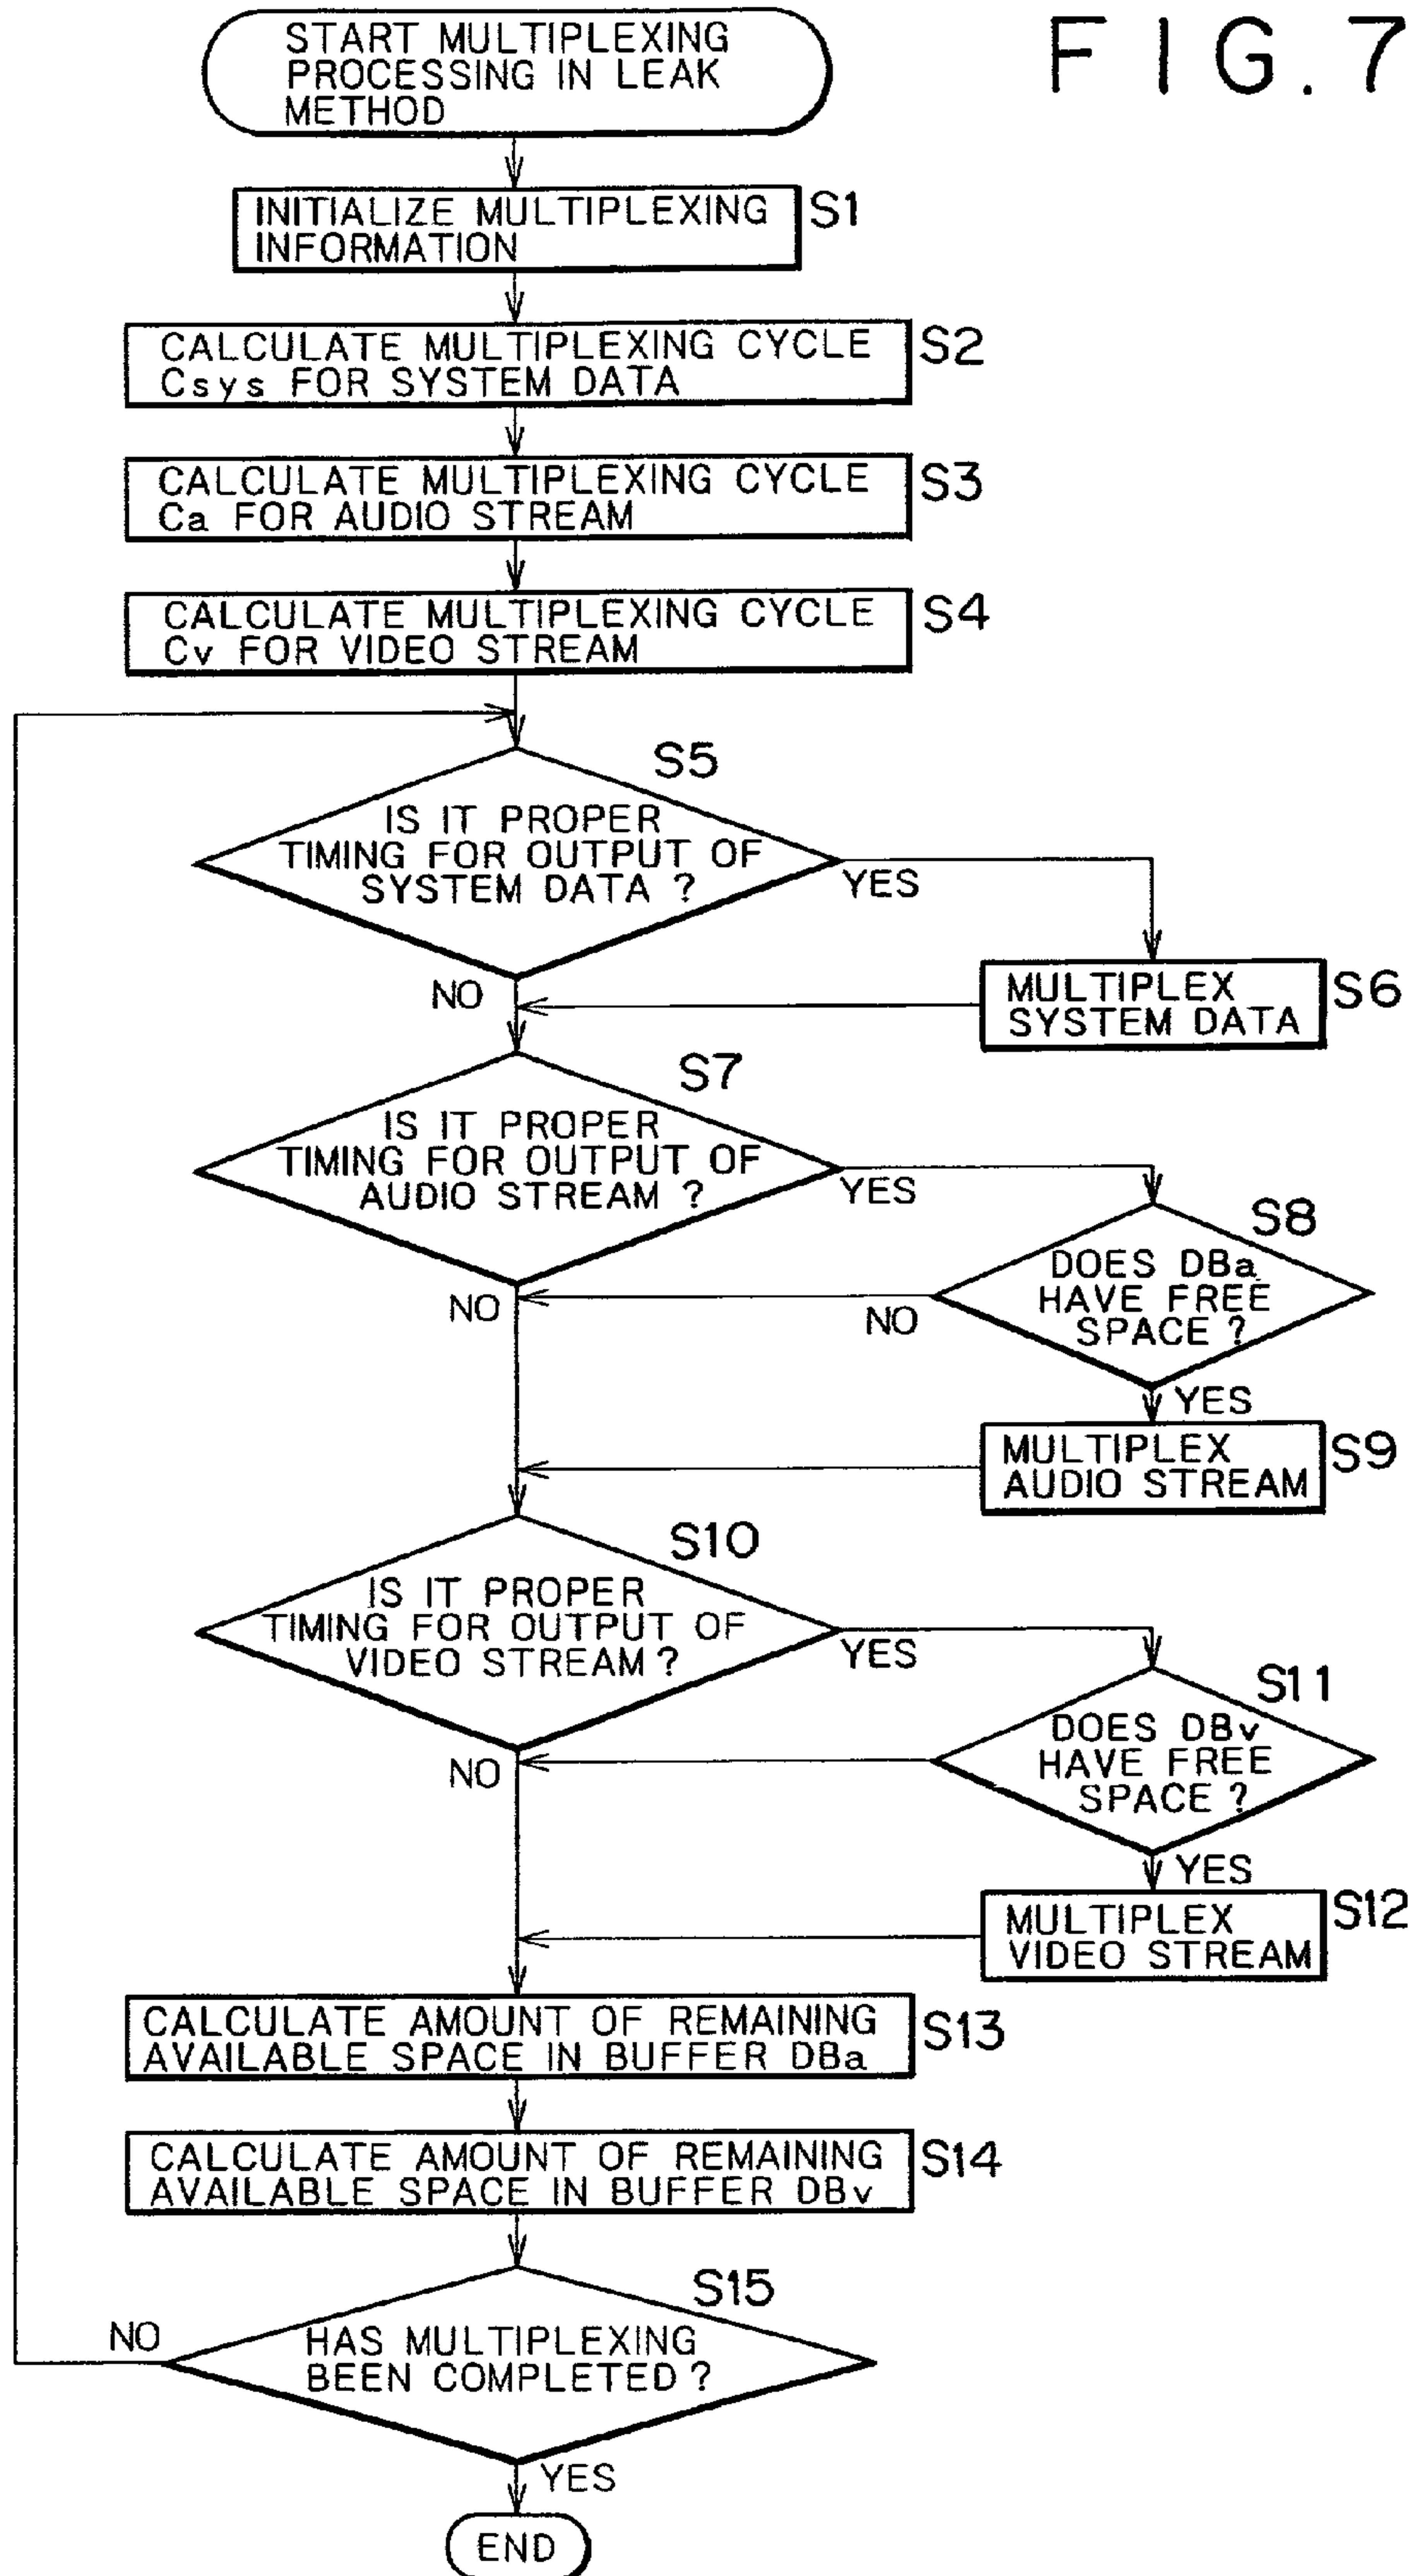 FIG. 7
START MULTIPLEXING
PROCESSING IN LEAK
METHOD
INITIALIZE MULTIPLEXING
INFORMATION
S1
CALCULATE MULTIPLEXING CYCLE
Csys FOR SYSTEM DATA
S2
CALCULATE MULTIPLEXING CYCLE
Ca FOR AUDIO STREAM
S3
CALCULATE MULTIPLEXING CYCLE
Cv FOR VIDEO STREAM
S4
S5
IS IT PROPER
TIMING FOR OUTPUT OF
SYSTEM DATA ?
YES
NO
MULTIPLEX
SYSTEM DATA
S6
S7
IS IT PROPER
TIMING FOR OUTPUT OF
AUDIO STREAM ?
YES
NO
S8
DOES DBa
HAVE FREE
SPACE ?
NO
YES
MULTIPLEX
AUDIO STREAM
S9
S10
IS IT PROPER
TIMING FOR OUTPUT OF
VIDEO STREAM ?
YES
NO
S11
DOES DBv
HAVE FREE
SPACE ?
YES
MULTIPLEX
VIDEO STREAM
S12
CALCULATE AMOUNT OF REMAINING
AVAILABLE SPACE IN BUFFER DBa
S13
CALCULATE AMOUNT OF REMAINING
AVAILABLE SPACE IN BUFFER DBv
S14
S15
HAS MULTIPLEXING
BEEN COMPLETED ?
NO
YES
END